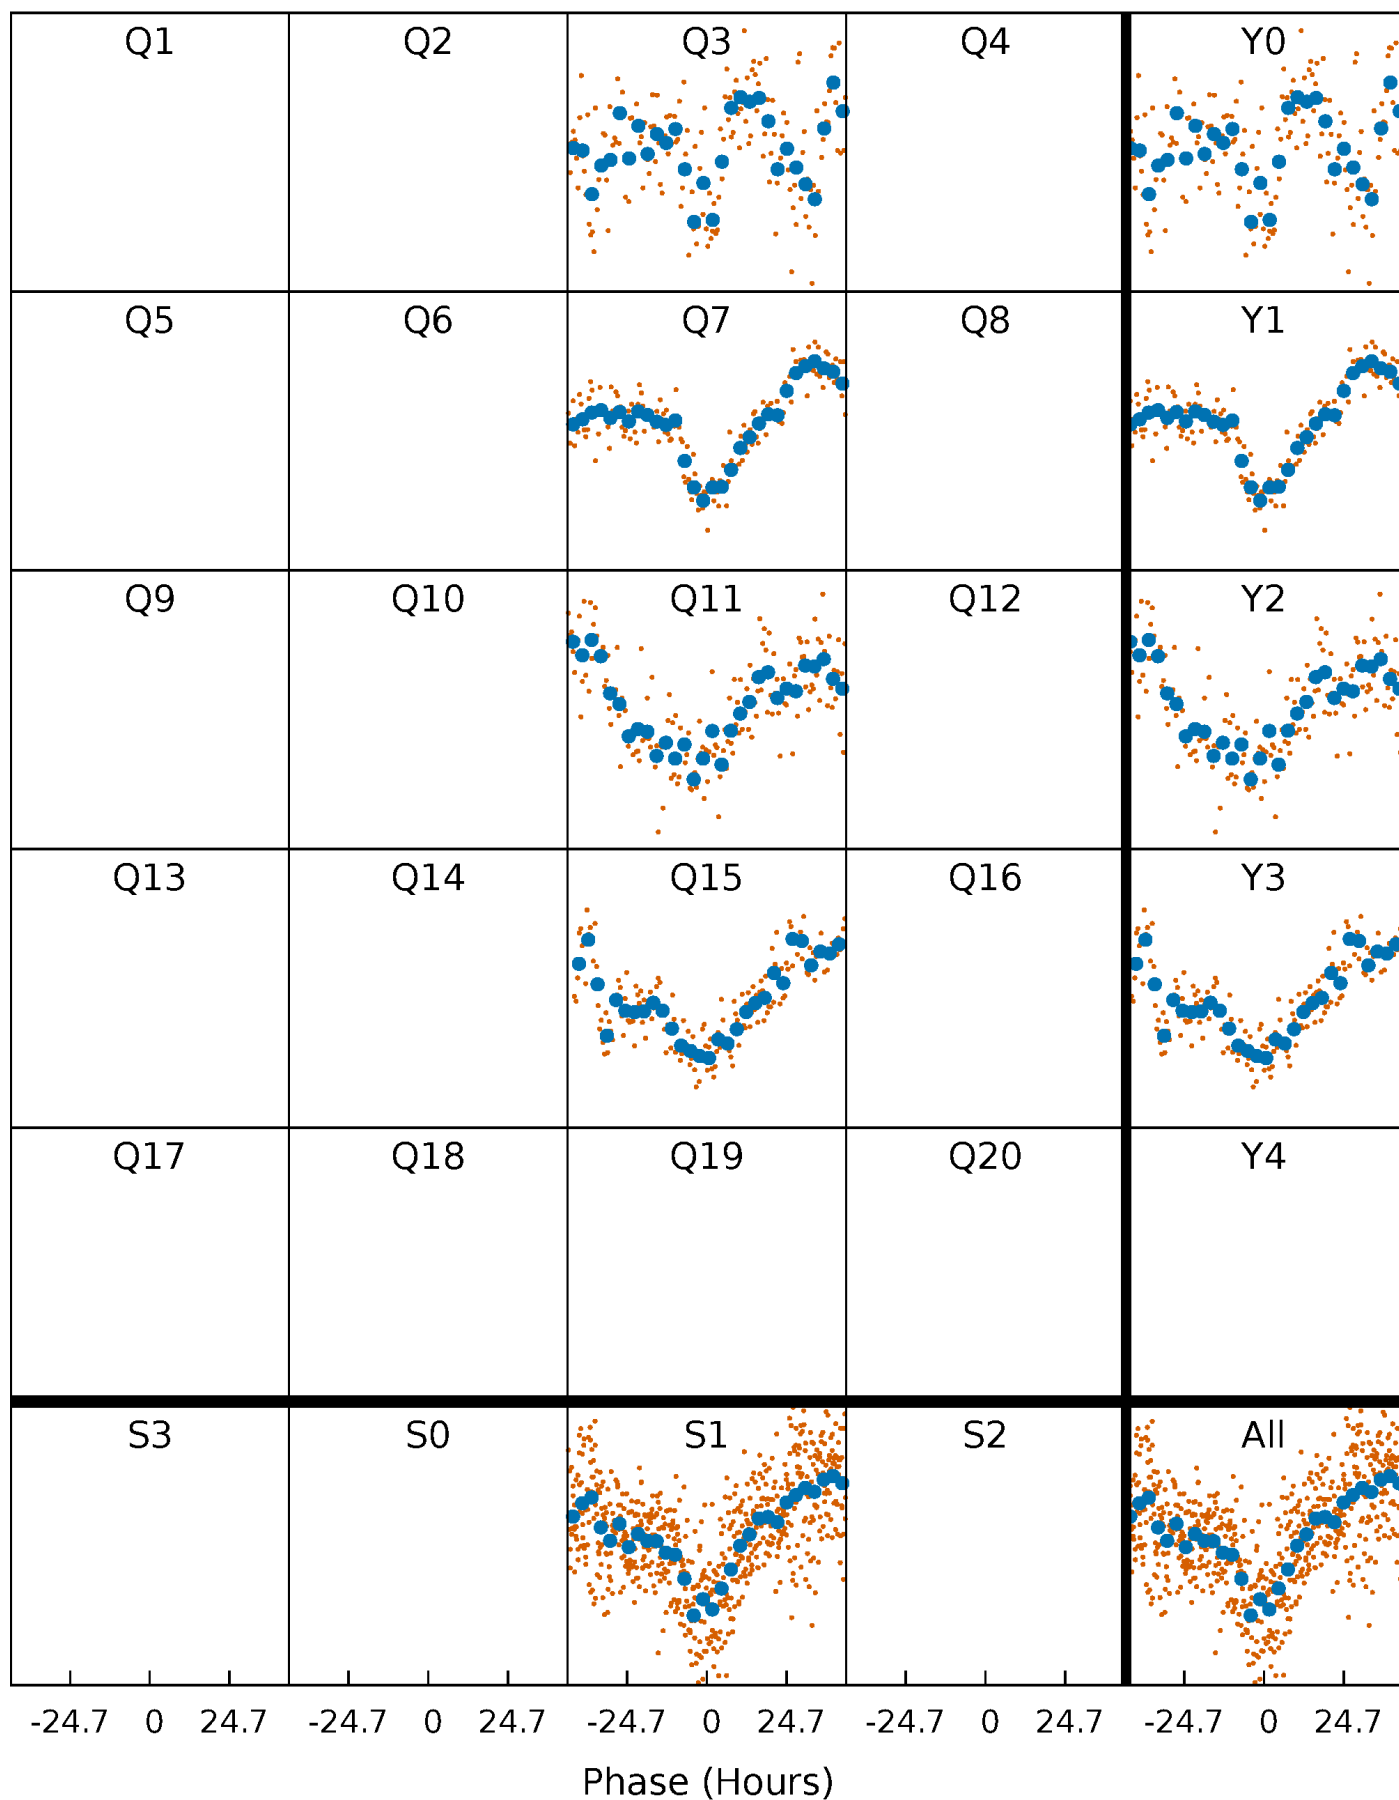 Q1 Q2 Q3 Q4 Y0
Q5 Q6 Q7 Q8 Y1
Q9 Q10 Q11 Q12 Y2
Q13 Q14 Q15 Q16 Y3
Q17 Q18 Q19 Q20 Y4
S3 S0 S1 S2 All
-24.7 0 24.7 -24.7 0 24.7 -24.7 0 24.7 -24.7 0 24.7 -24.7 0 24.7
Phase (Hours)